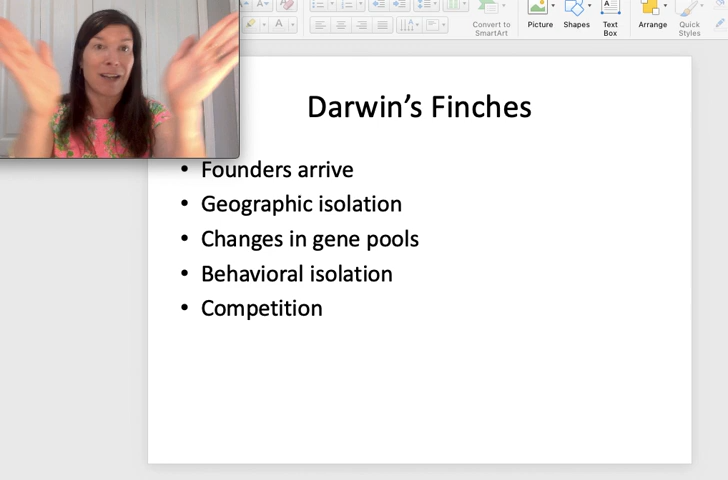 Convert to
SmartArt
Picture
Shapes
Text
Box
Arrange
Quick
Styles
A
A
A
Darwin's Finches
• Founders arrive
• Geographic isolation
• Changes in gene pools
• Behavioral isolation
• Competition